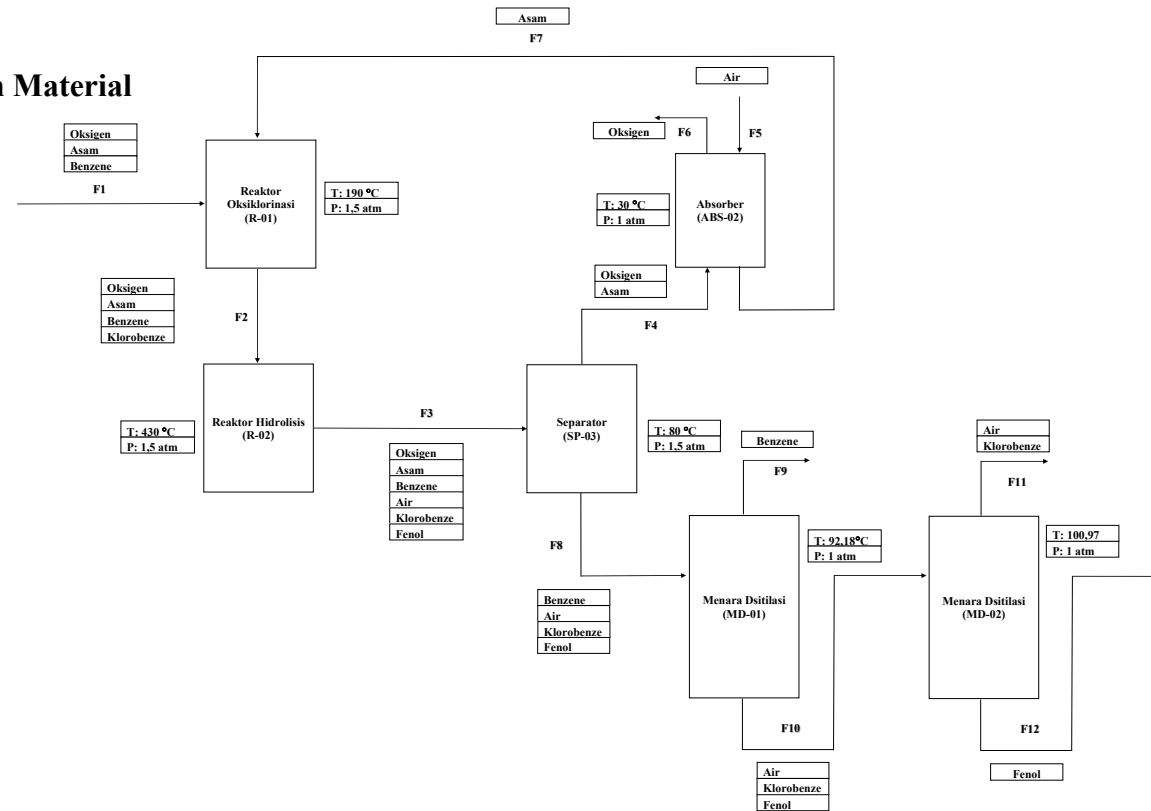 Asam
F7
n Material
Air
Oksigen
F6
F5
Oksigen
Asam
Benzene
F1
Reaktor
Oksiklorinasi
(R-01)
T: 190 °C
P: 1,5 atm
T: 30 °C
P: 1 atm
Absorber
(ABS-02)
Oksigen
Asam
F4
Oksigen
Asam
Benzene
Klorobenze
F2
T: 430 °C
P: 1,5 atm
Reaktor Hidrolisis
(R-02)
F3
Oksigen
Asam
Benzene
Air
Klorobenze
Fenol
Separator
(SP-03)
T: 80 °C
P: 1,5 atm
Benzene
F9
Air
Klorobenze
F11
F8
Benzene
Air
Klorobenze
Fenol
Menara Dsitilasi
(MD-01)
T: 92,18°C
P: 1 atm
Menara Dsitilasi
(MD-02)
T: 100,97
P: 1 atm
F10
Air
Klorobenze
Fenol
F12
Fenol